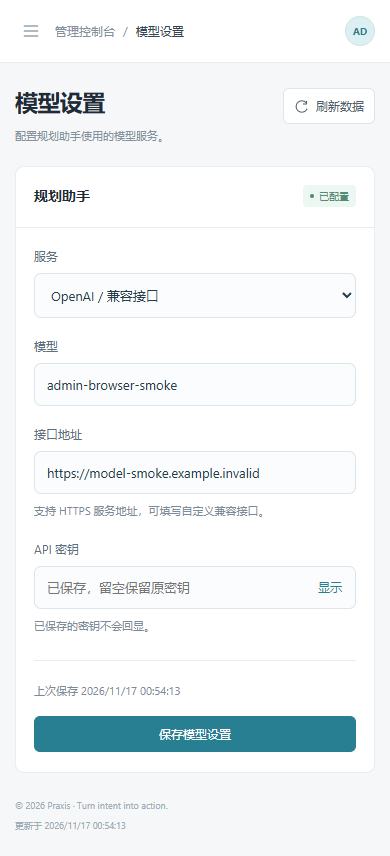 管理控制台 / 模型设置
AD
模型设置
刷新数据
配置规划助手使用的模型服务。
规划助手
已配置
服务
OpenAI / 兼容接口
模型
admin-browser-smoke
接口地址
https://model-smoke.example.invalid
支持 HTTPS 服务地址，可填写自定义兼容接口。
API 密钥
已保存，留空保留原密钥
显示
已保存的密钥不会回显。
上次保存 2026/11/17 00:54:13
保存模型设置
© 2026 Praxis · Turn intent into action.
更新于 2026/11/17 00:54:13